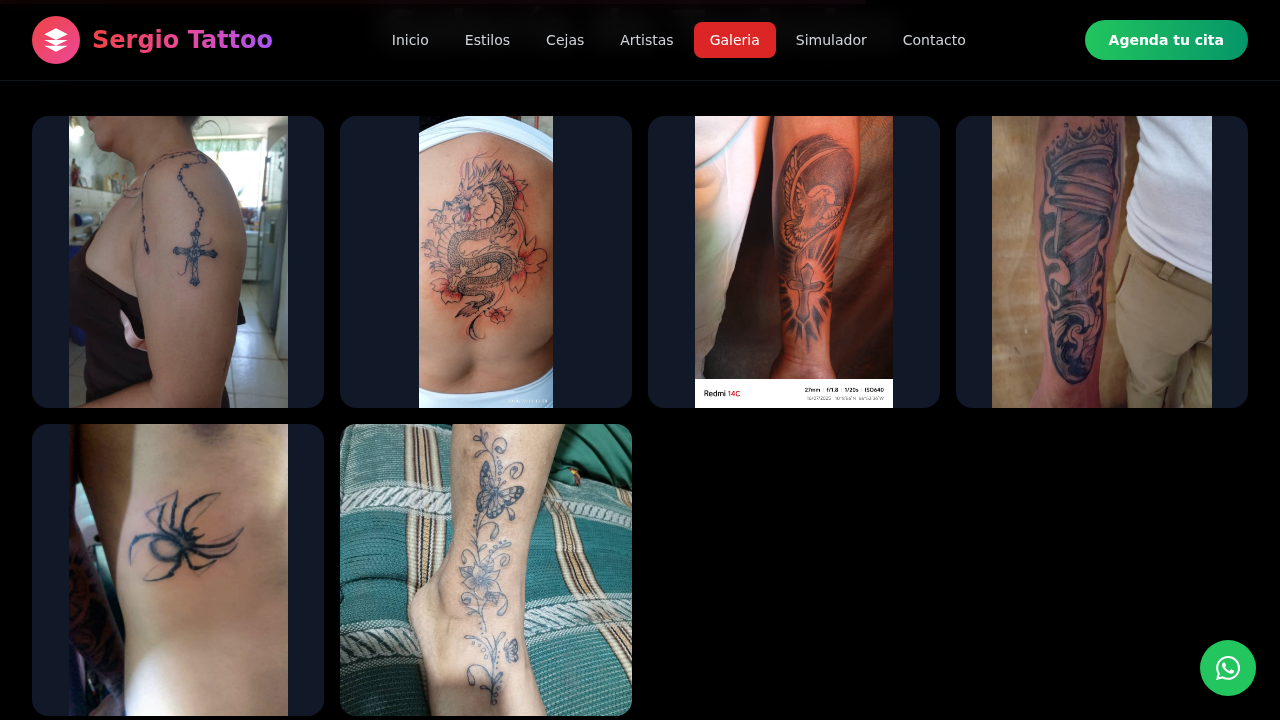 Sergio Tattoo
Inicio
Estilos
Cejas
Artistas
Galeria
Simulador
Contacto
Agenda tu cita
Redmi 14C
27mm | f/1.8 | 1/20s | ISO640